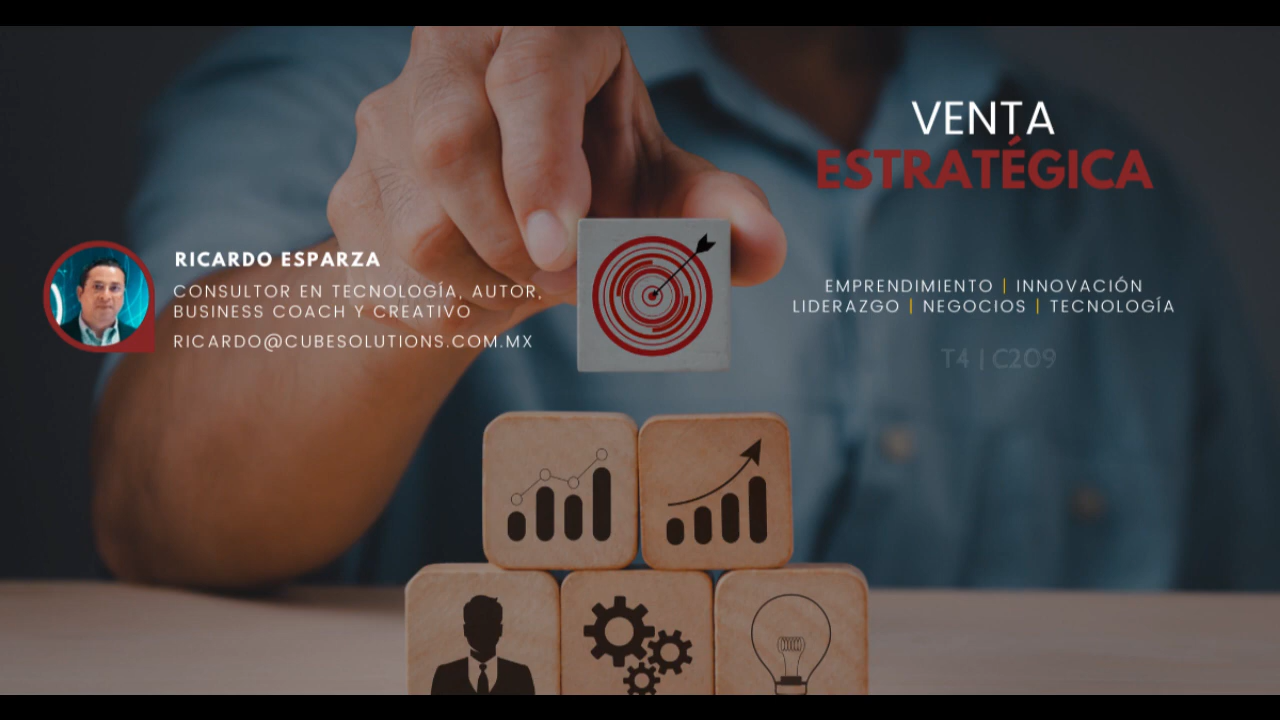 VENTA
ESTRATÉGICA
RICARDO ESPARZA
CONSULTOR EN TECNOLOGÍA, AUTOR,
BUSINESS COACH Y CREATIVO
RICARDO@CUBESOLUTIONS.COM.MX
EMPRENDIMIENTO | INNOVACIÓN
LIDERAZGO | NEGOCIOS | TECNOLOGÍA
T4 | C209